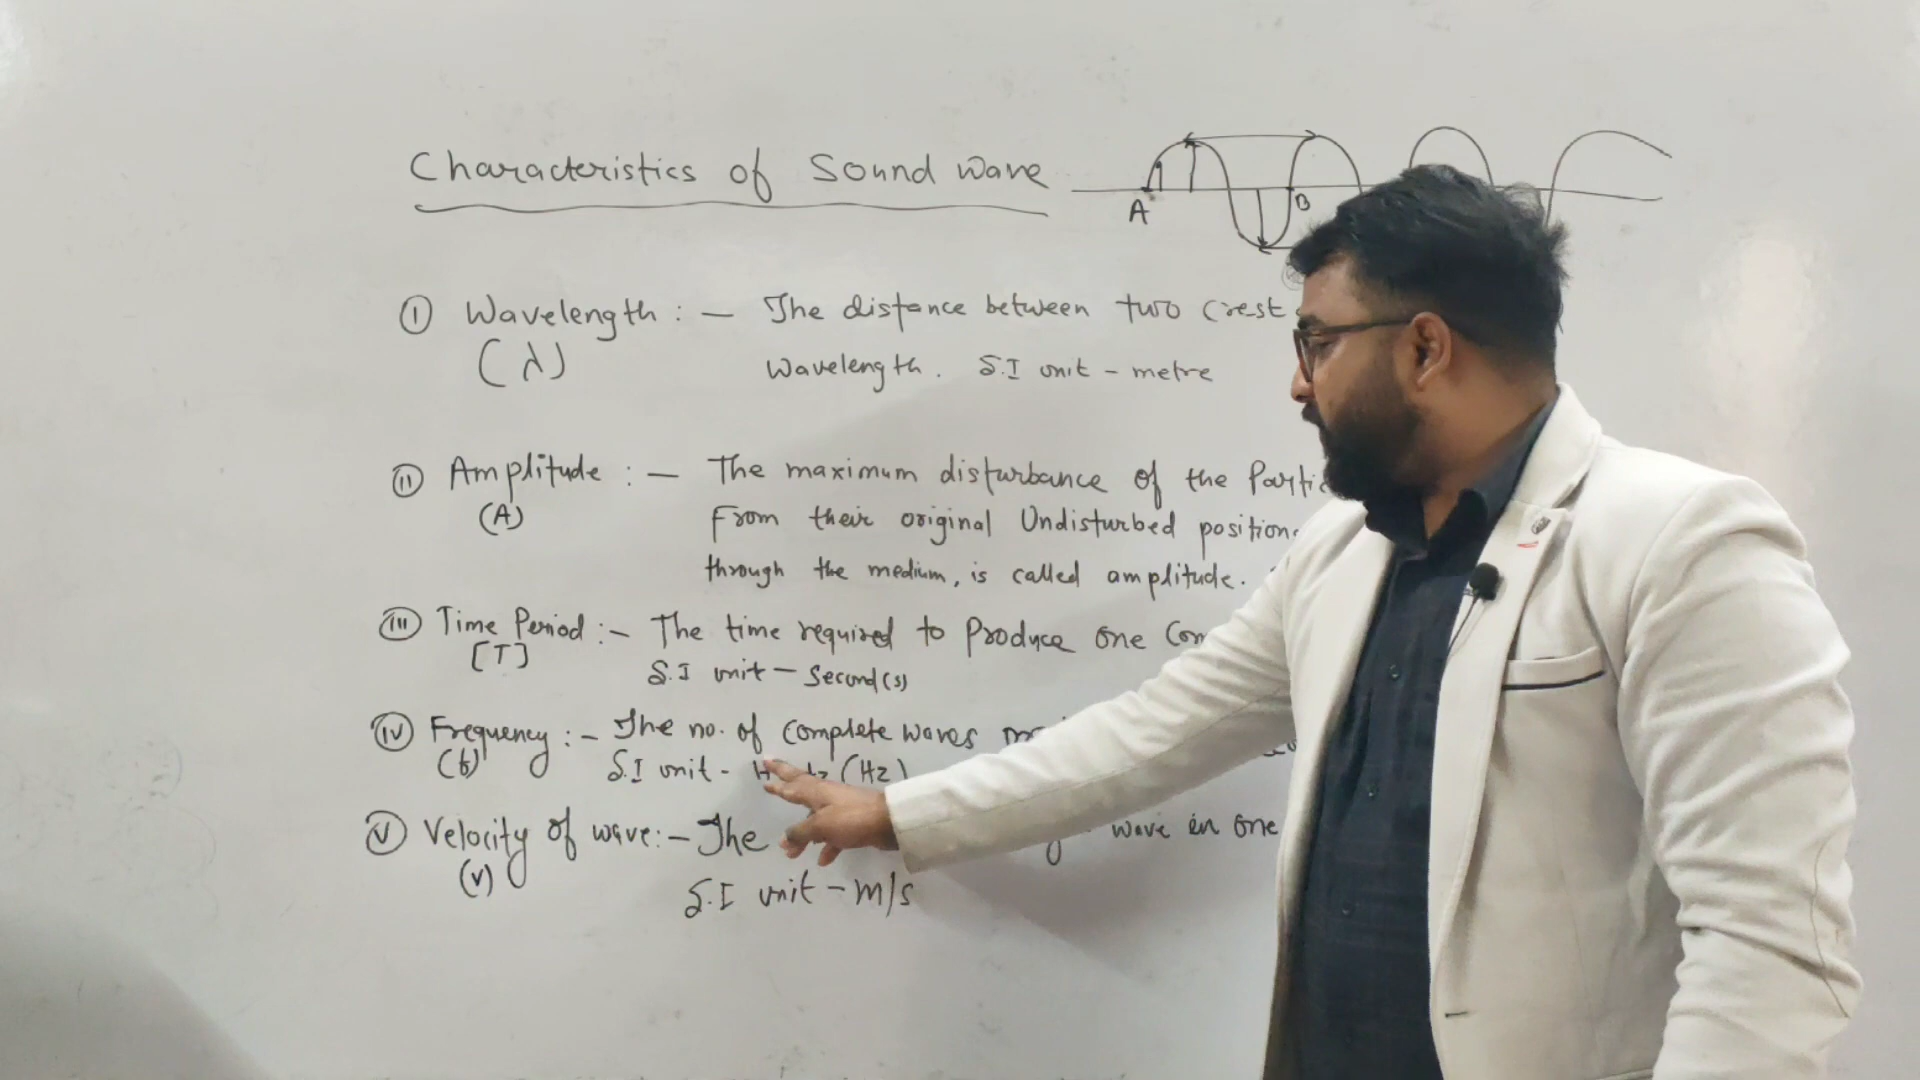 Characteristics of Sound wave
A
B
(i) Wavelength : — The distance between two Crest
(λ)
wavelength. S.I unit - metre
(ii) Amplitude : — The maximum disturbance of the
(A)
From their original Undisturbed position
through the medium, is called amplitude.
(iii) Time Period :- The time required to Produce one
[T]
S.I unit - Second(s)
(iv) Frequency :- The no. of Complete waves
S.I unit - (Hz)
(v) Velocity of wave:- The wave in one
(v)
S.I unit - m/s